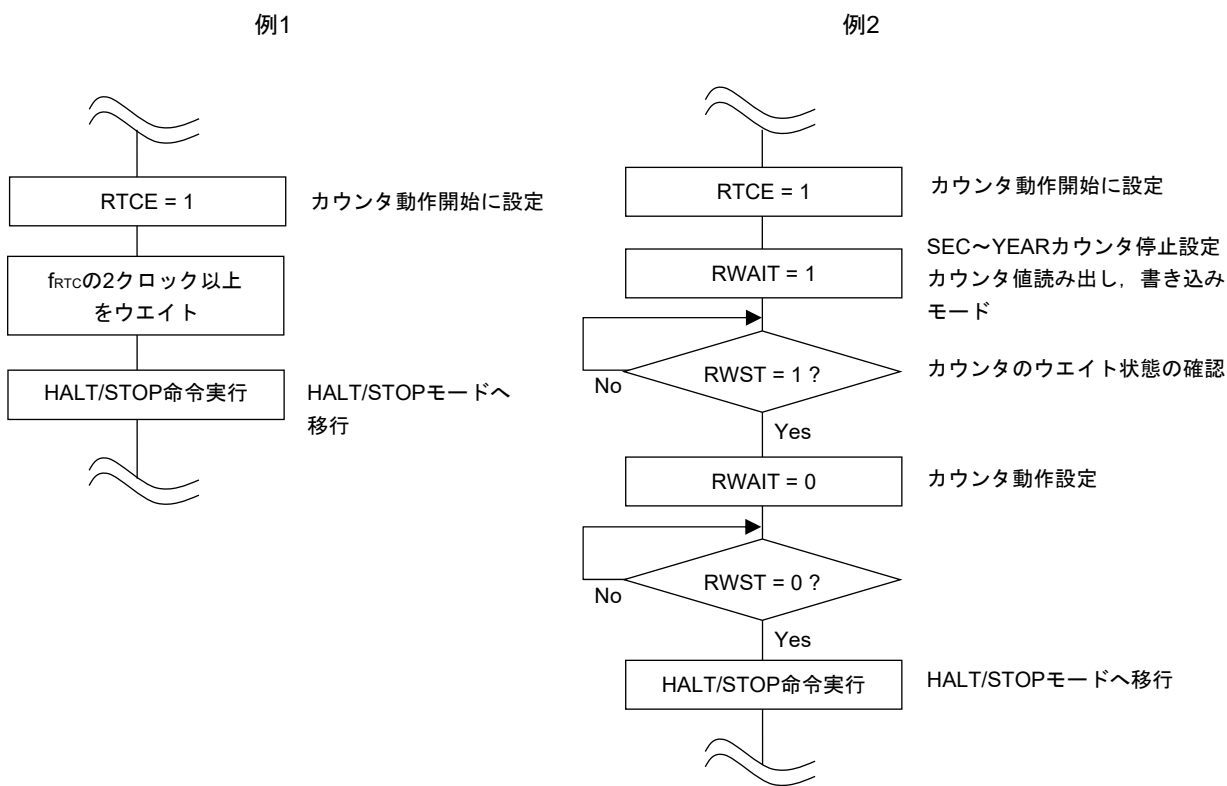 例1
RTCE = 1
カウンタ動作開始に設定
fRTCの2クロック以上
をウエイト
HALT/STOP命令実行
HALT/STOPモードへ
移行
例2
RTCE = 1
カウンタ動作開始に設定
RWAIT = 1
SEC～YEARカウンタ停止設定
カウンタ値読み出し，書き込み
モード
RWST = 1 ?
カウンタのウエイト状態の確認
No
Yes
RWAIT = 0
カウンタ動作設定
RWST = 0 ?
No
Yes
HALT/STOP命令実行
HALT/STOPモードへ移行